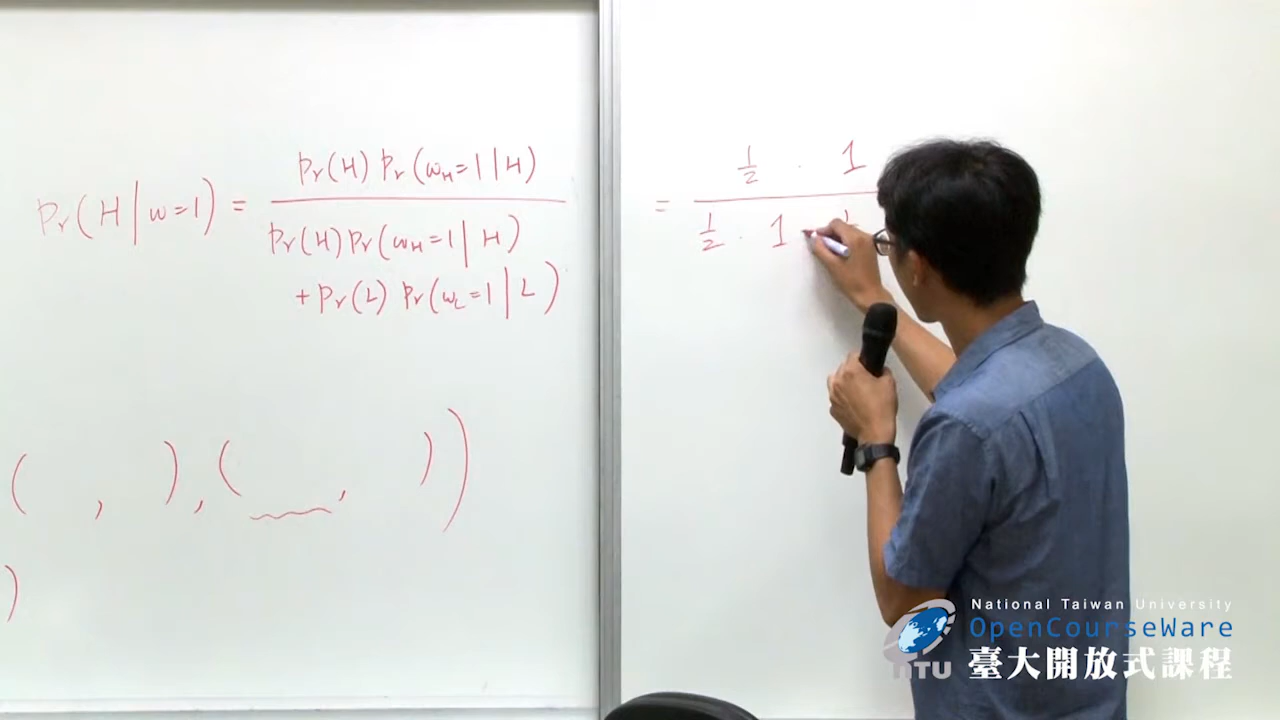 Pr(H|w=1) = Pr(H) Pr(w_H=1|H)
Pr(H) Pr(w_H=1|H)
+ Pr(L) Pr(w_L=1|L)
( , ) , ( , ) )
)
= 1/2 · 1
1/2 · 1
National Taiwan University
OpenCourseWare
NTU 臺大開放式課程